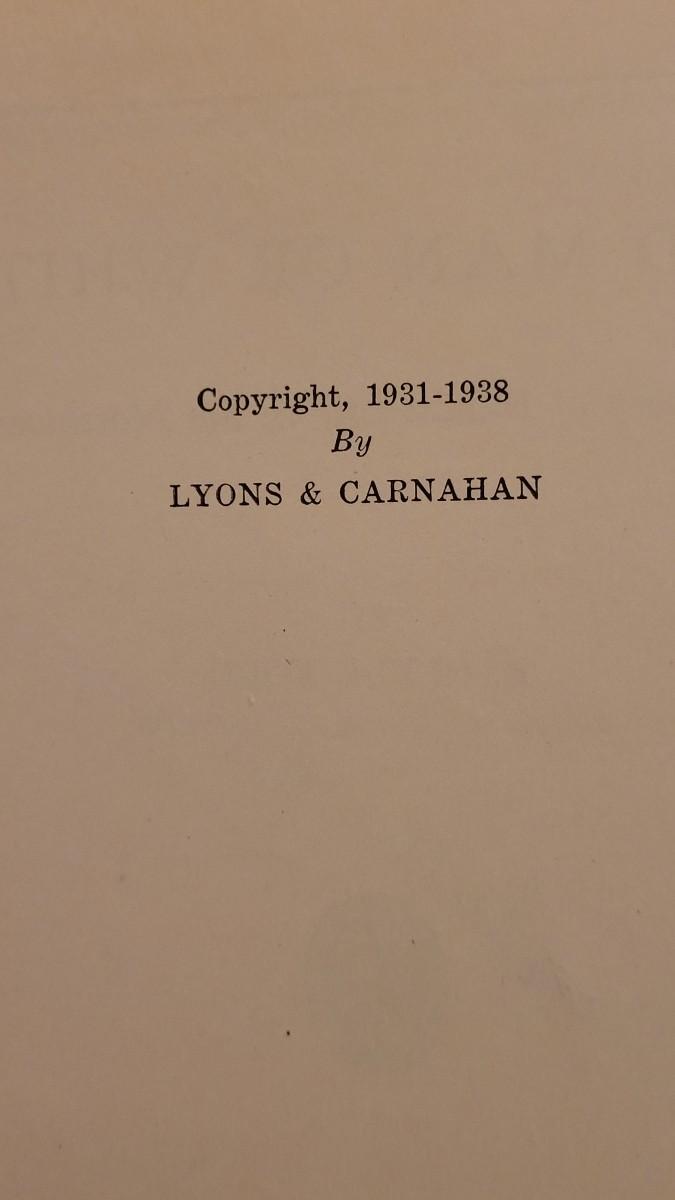 Copyright, 1931-1938
By
LYONS & CARNAHAN